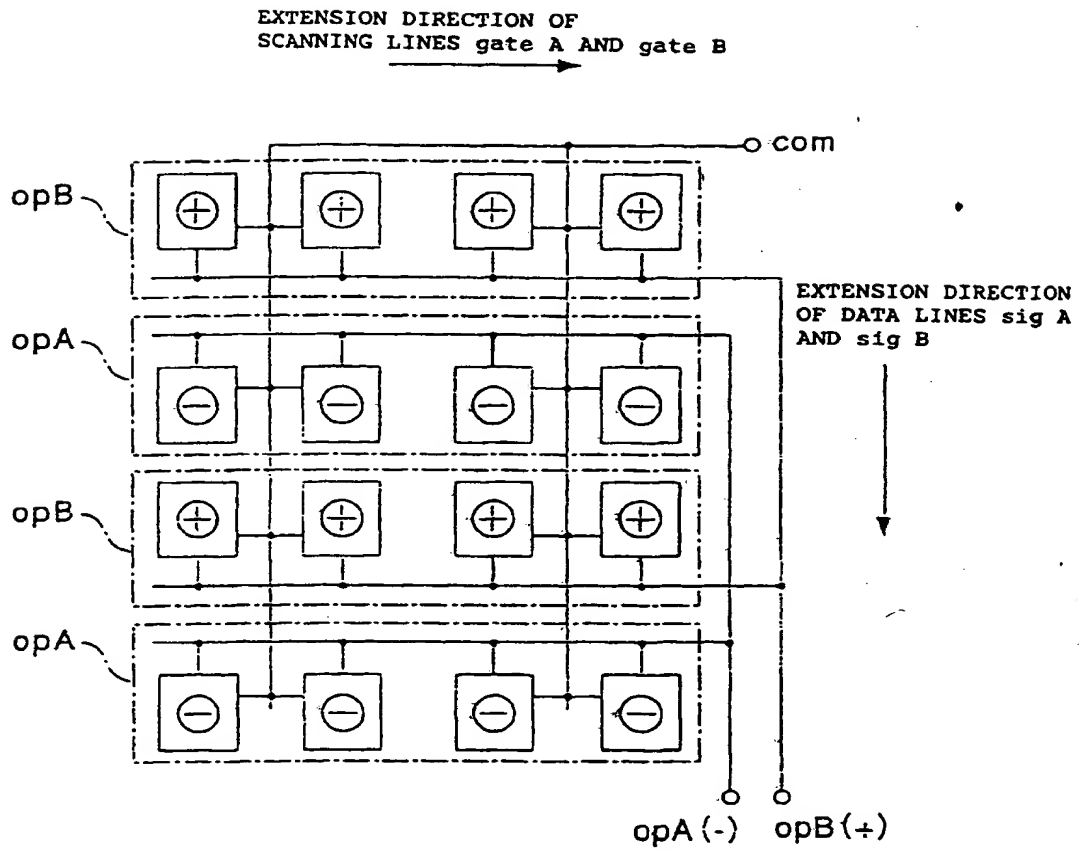 EXTENSION DIRECTION OF
SCANNING LINES gate A AND gate B
com
opB
EXTENSION DIRECTION
OF DATA LINES sig A
AND sig B
opA
opB
opA
opA (-) opB (+)